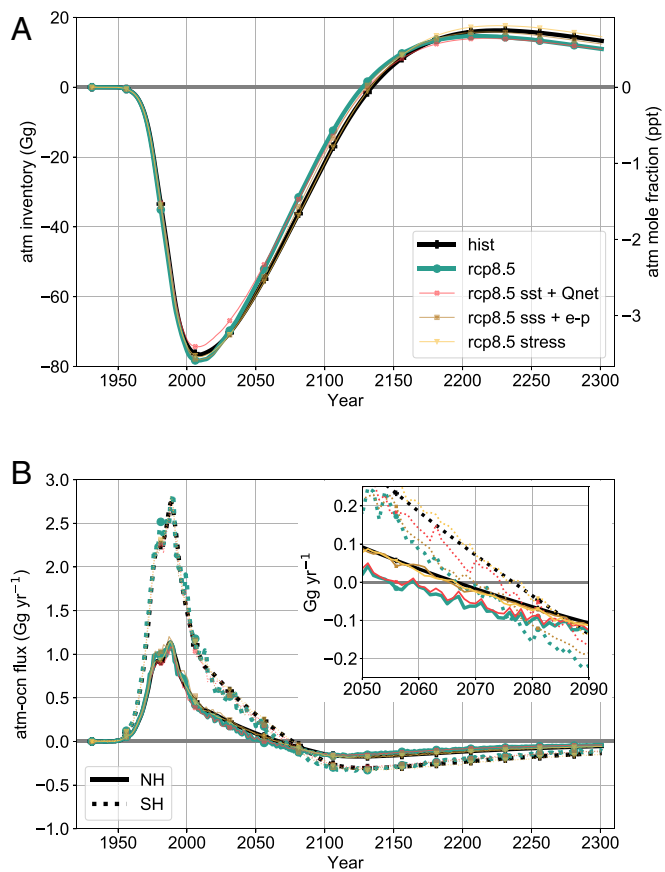 A
20
0
−20
−40
−60
−80
atm inventory (Gg)
0
−1
−2
−3
atm mole fraction (ppt)
hist
rcp8.5
rcp8.5 sst + Qnet
rcp8.5 sss + e-p
rcp8.5 stress
1950 2000 2050 2100 2150 2200 2250 2300
Year
B
3.0
2.5
2.0
1.5
1.0
0.5
0.0
−0.5
−1.0
atm-ocn flux (Gg yr⁻¹)
Gg yr⁻¹
0.2
0.1
0.0
−0.1
−0.2
2050 2060 2070 2080 2090
NH
SH
1950 2000 2050 2100 2150 2200 2250 2300
Year